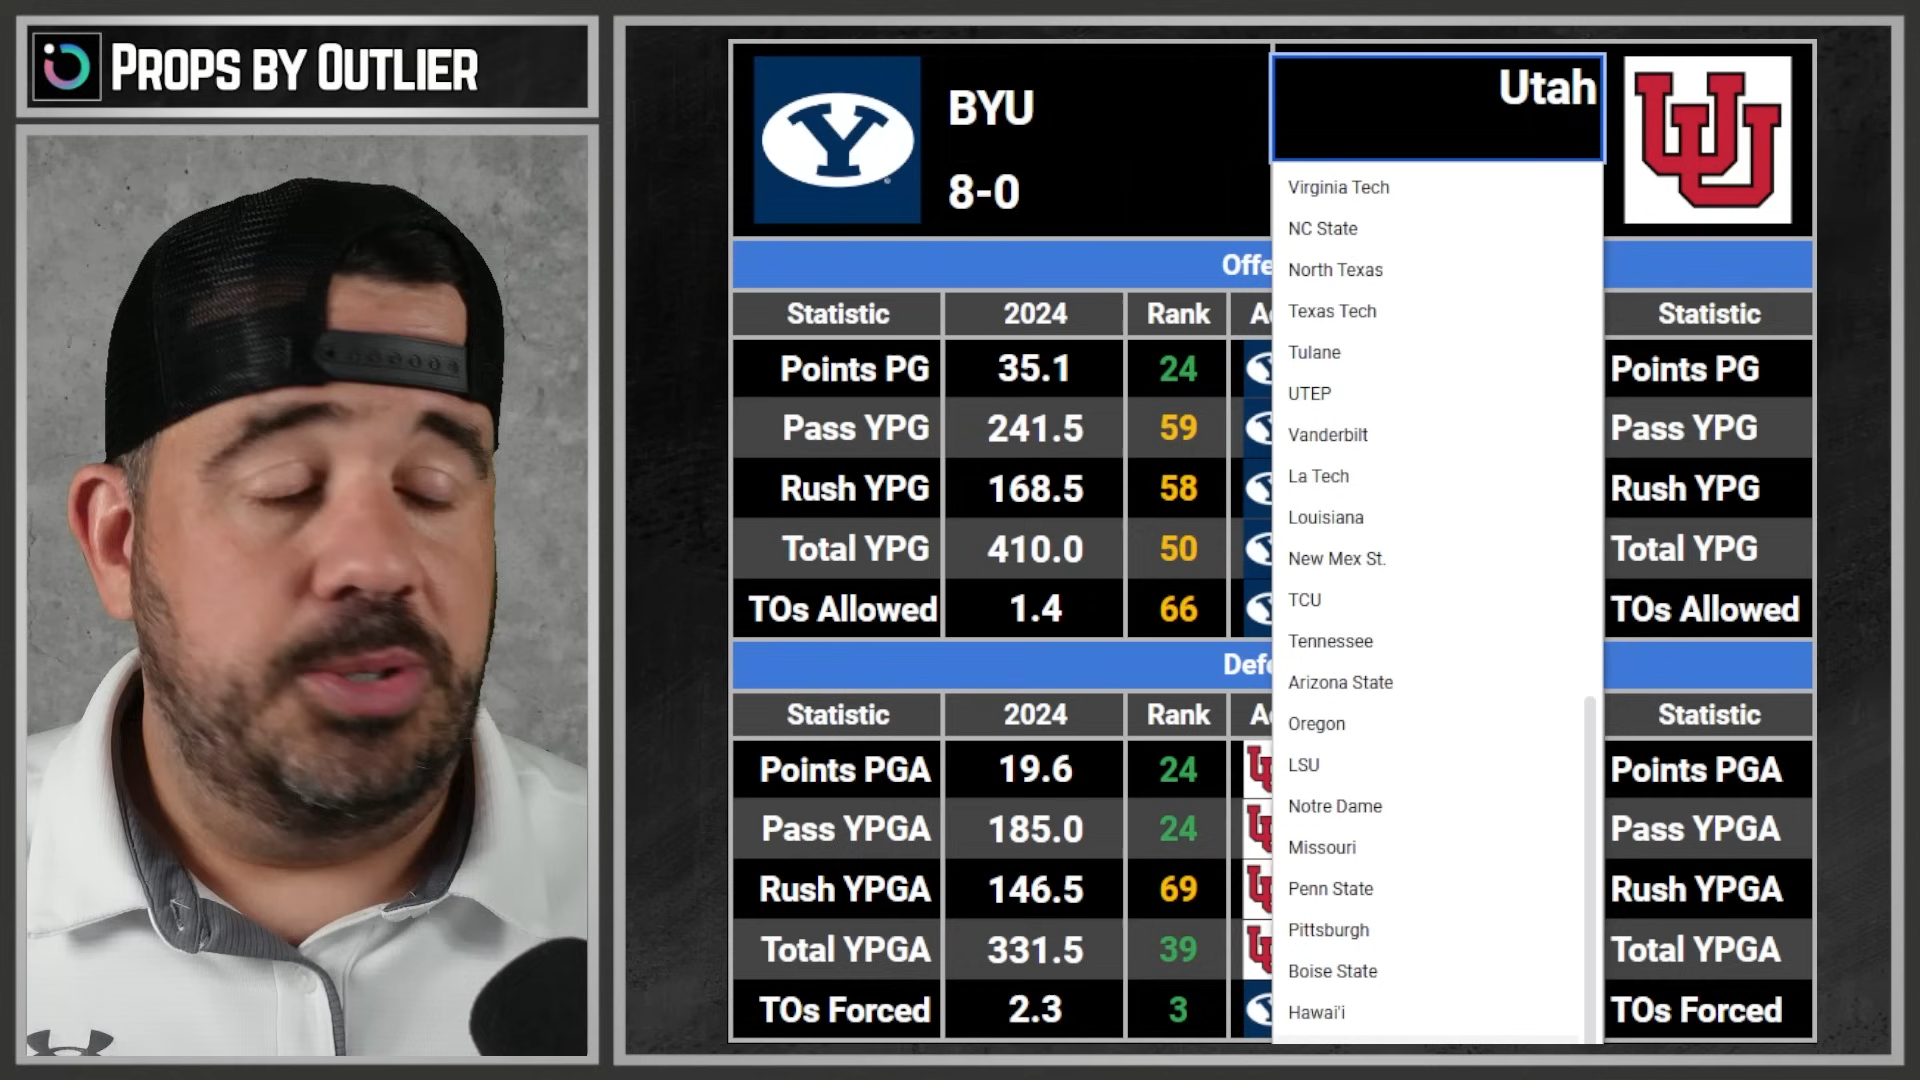 PROPS BY OUTLIER
BYU
8-0
Utah
Offe
Statistic 2024 Rank A Statistic
Points PG 35.1 24 Points PG
Pass YPG 241.5 59 Pass YPG
Rush YPG 168.5 58 Rush YPG
Total YPG 410.0 50 Total YPG
TOs Allowed 1.4 66 TOs Allowed
Defe
Statistic 2024 Rank A Statistic
Points PGA 19.6 24 Points PGA
Pass YPGA 185.0 24 Pass YPGA
Rush YPGA 146.5 69 Rush YPGA
Total YPGA 331.5 39 Total YPGA
TOs Forced 2.3 3 TOs Forced
Virginia Tech
NC State
North Texas
Texas Tech
Tulane
UTEP
Vanderbilt
La Tech
Louisiana
New Mex St.
TCU
Tennessee
Arizona State
Oregon
LSU
Notre Dame
Missouri
Penn State
Pittsburgh
Boise State
Hawai'i